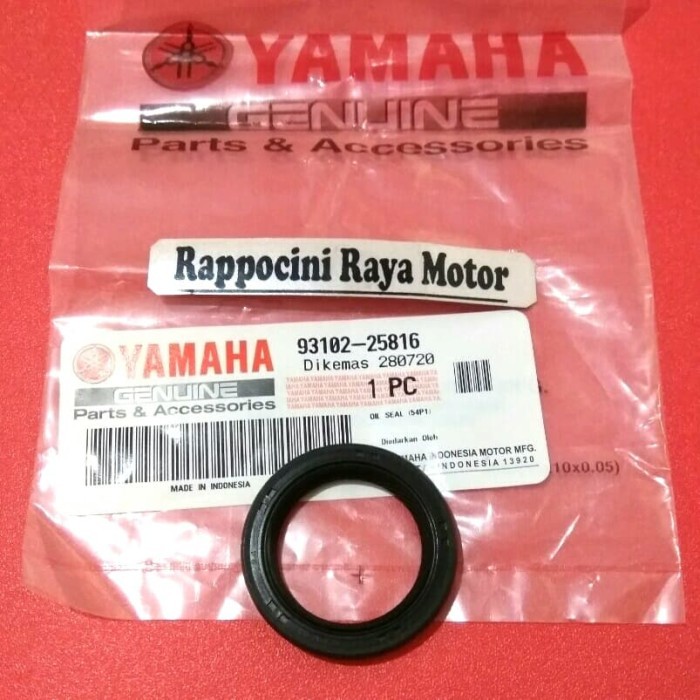 YAMAHA
GENUINE
Parts & Accessories
Rappocini Raya Motor
YAMAHA
GENUINE
Parts & Accessories
93102-25816
Dikemas 280720
1 PC
OIL SEAL (54P1)
Diedarkan Oleh
YAMAHA INDONESIA MOTOR MFG.
INDONESIA 13920
MADE IN INDONESIA
10x0.05)